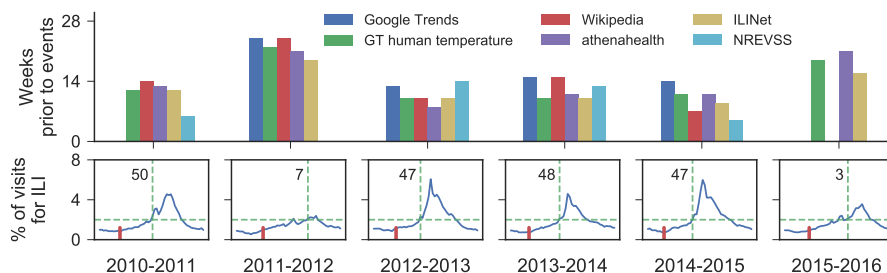 Weeks
prior to events
28
14
0
Google Trends
GT human temperature
Wikipedia
athenahealth
ILINet
NREVSS
% of visits
for ILI
8
4
0
50
7
47
48
47
3
2010-2011
2011-2012
2012-2013
2013-2014
2014-2015
2015-2016